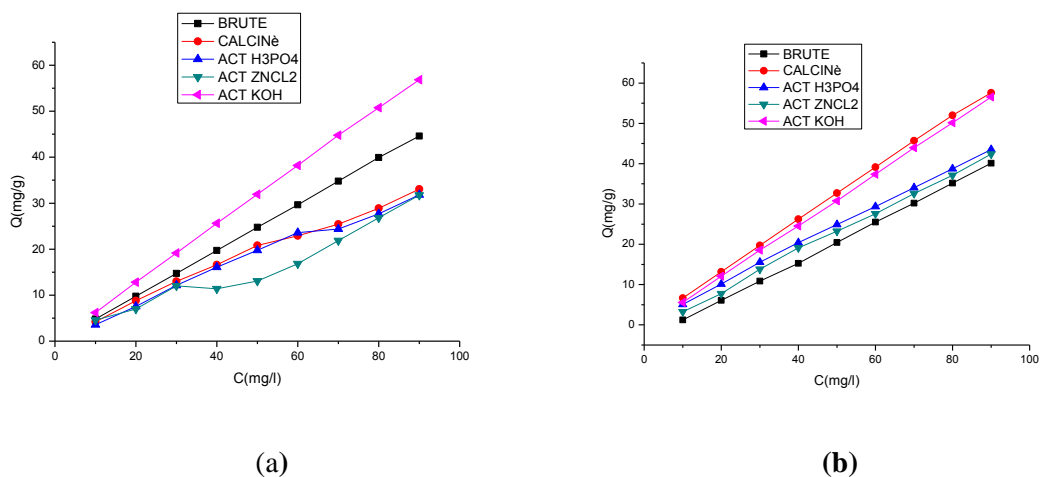 BRUTE
CALCINè
ACT H3PO4
ACT ZNCL2
ACT KOH
60
50
40
30
20
10
0
Q(mg/g)
0 20 40 60 80 100
C(mg/l)
(a)
BRUTE
CALCINè
ACT H3PO4
ACT ZNCL2
ACT KOH
60
50
40
30
20
10
0
Q(mg/g)
0 20 40 60 80 100
C(mg/l)
(b)